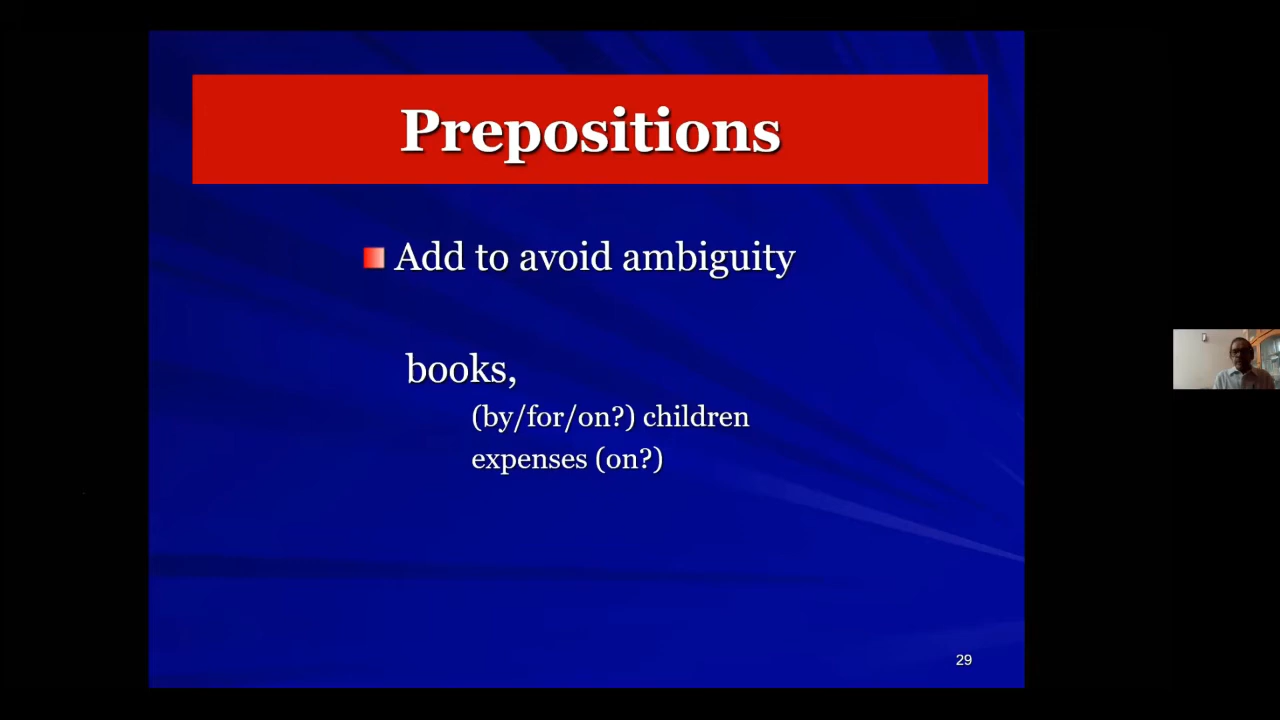 Prepositions
Add to avoid ambiguity
books,
(by/for/on?) children
expenses (on?)
29